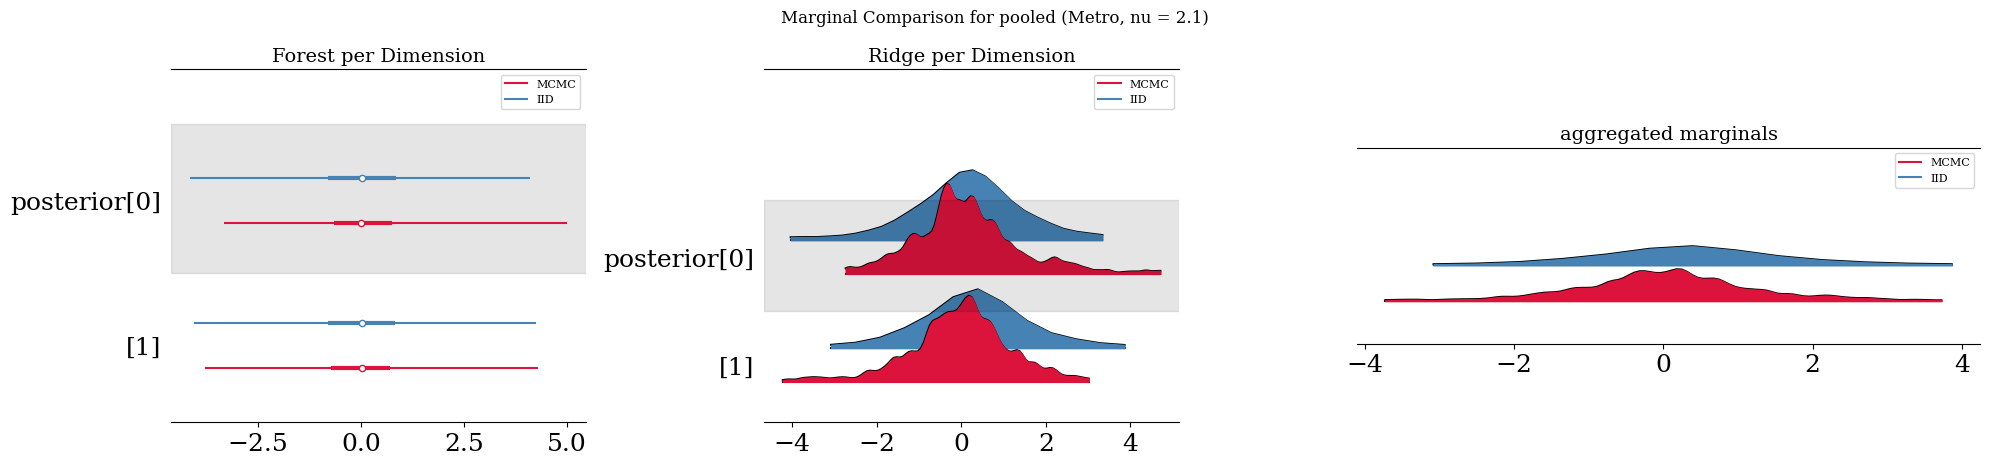 Marginal Comparison for pooled (Metro, nu = 2.1)
Forest per Dimension
MCMC
IID
posterior[0]
[1]
−2.5 0.0 2.5 5.0
Ridge per Dimension
MCMC
IID
posterior[0]
[1]
−4 −2 0 2 4
aggregated marginals
MCMC
IID
−4 −2 0 2 4